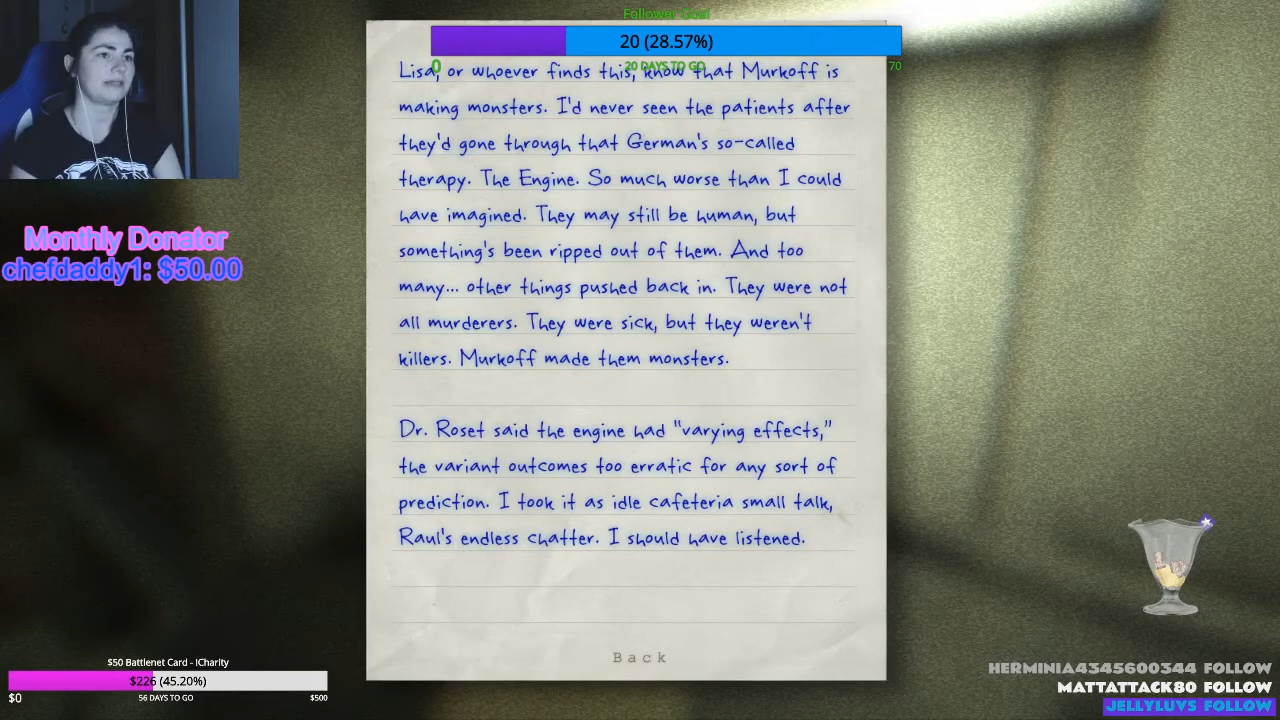 Follower Goal
20 (28.57%)
0
20 DAYS TO GO
70
Lisa, or whoever finds this, know that Murkoff is
making monsters. I'd never seen the patients after
they'd gone through that German's so-called
therapy. The Engine. So much worse than I could
have imagined. They may still be human, but
something's been ripped out of them. And too
many... other things pushed back in. They were not
all murderers. They were sick, but they weren't
killers. Murkoff made them monsters.
Dr. Roset said the engine had "varying effects,"
the variant outcomes too erratic for any sort of
prediction. I took it as idle cafeteria small talk,
Raul's endless chatter. I should have listened.
Back
Monthly Donator
chefdaddy1: $50.00
$50 Battlenet Card - !Charity
$226 (45.20%)
$0
56 DAYS TO GO
$500
HERMINIA4345600344 FOLLOW
MATTATTACK80 FOLLOW
JELLYLUVS FOLLOW